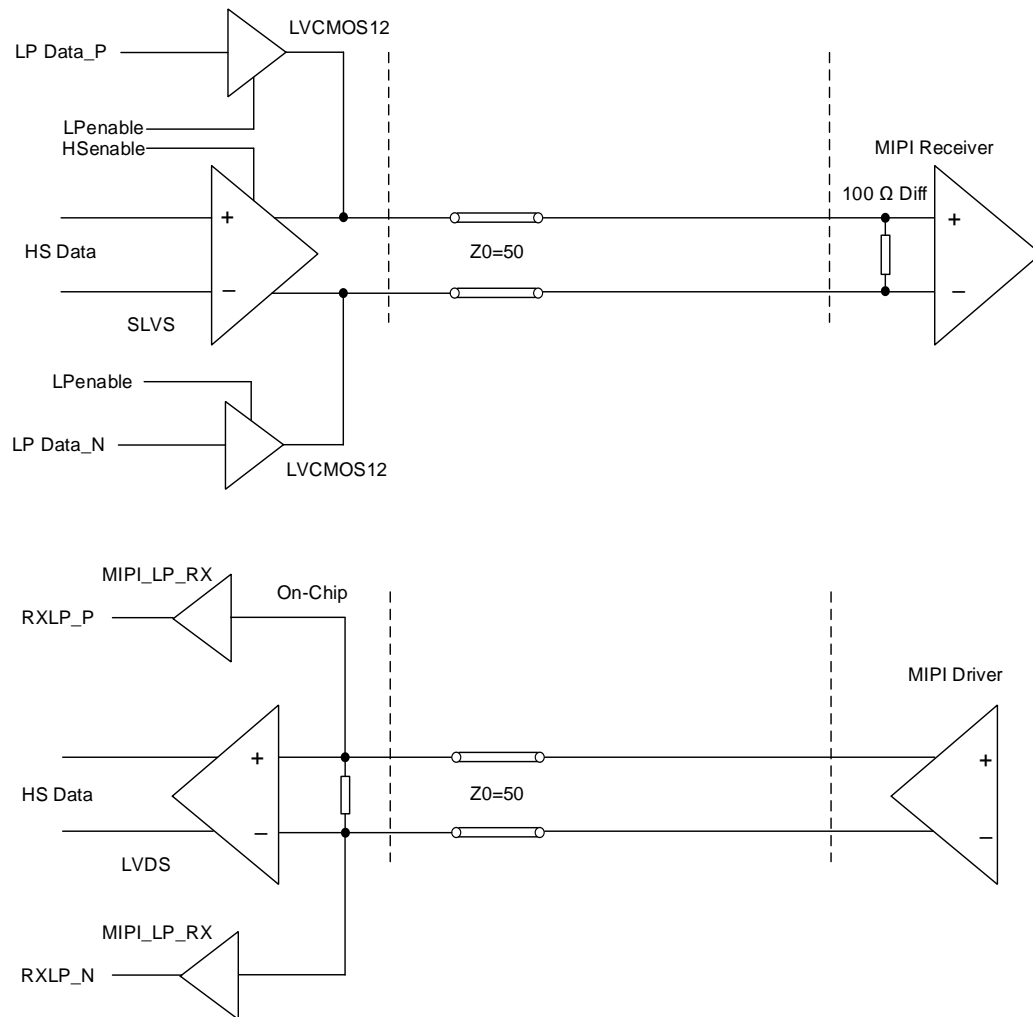 LVCMOS12
LP Data_P
LPenable
HSenable
MIPI Receiver
100 Ω Diff
+
+
HS Data
Z0=50
−
−
SLVS
LPenable
LP Data_N
LVCMOS12
MIPI_LP_RX
On-Chip
RXLP_P
MIPI Driver
+
+
HS Data
Z0=50
−
−
LVDS
MIPI_LP_RX
RXLP_N